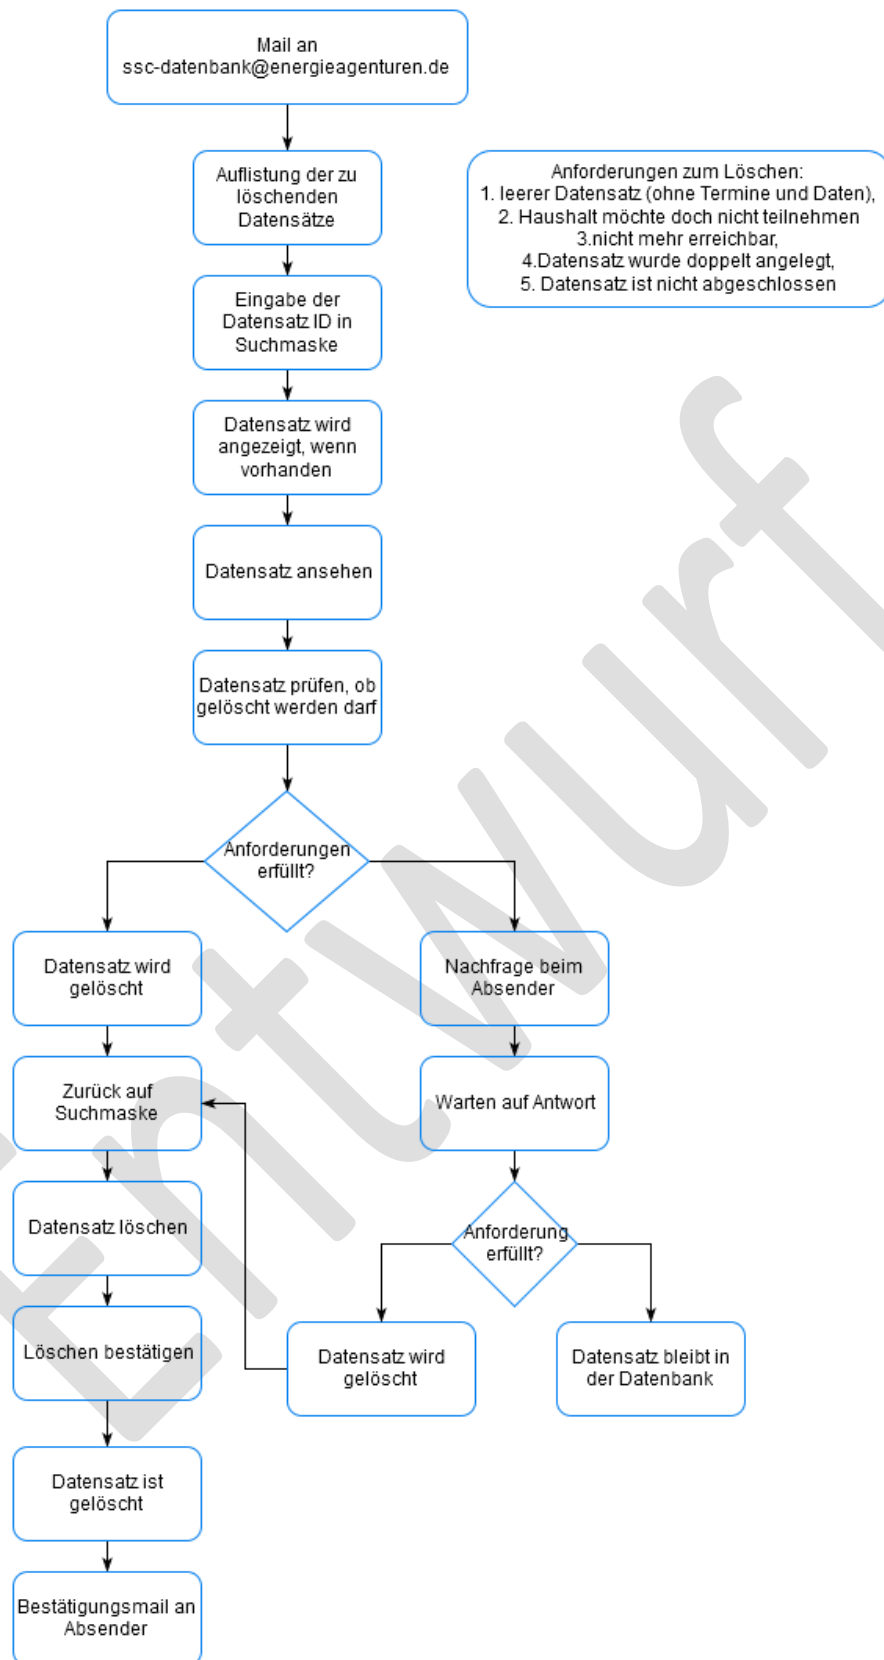 Mail an
ssc-datenbank@energieagenturen.de
Auflistung der zu
löschenden
Datensätze
Anforderungen zum Löschen:
1. leerer Datensatz (ohne Termine und Daten),
2. Haushalt möchte doch nicht teilnehmen
3.nicht mehr erreichbar,
4.Datensatz wurde doppelt angelegt,
5. Datensatz ist nicht abgeschlossen
Eingabe der
Datensatz ID in
Suchmaske
Datensatz wird
angezeigt, wenn
vorhanden
Datensatz ansehen
Datensatz prüfen, ob
gelöscht werden darf
Anforderungen
erfüllt?
Datensatz wird
gelöscht
Nachfrage beim
Absender
Zurück auf
Suchmaske
Warten auf Antwort
Datensatz löschen
Anforderung
erfüllt?
Löschen bestätigen
Datensatz wird
gelöscht
Datensatz bleibt in
der Datenbank
Datensatz ist
gelöscht
Bestätigungsmail an
Absender
Entwurf